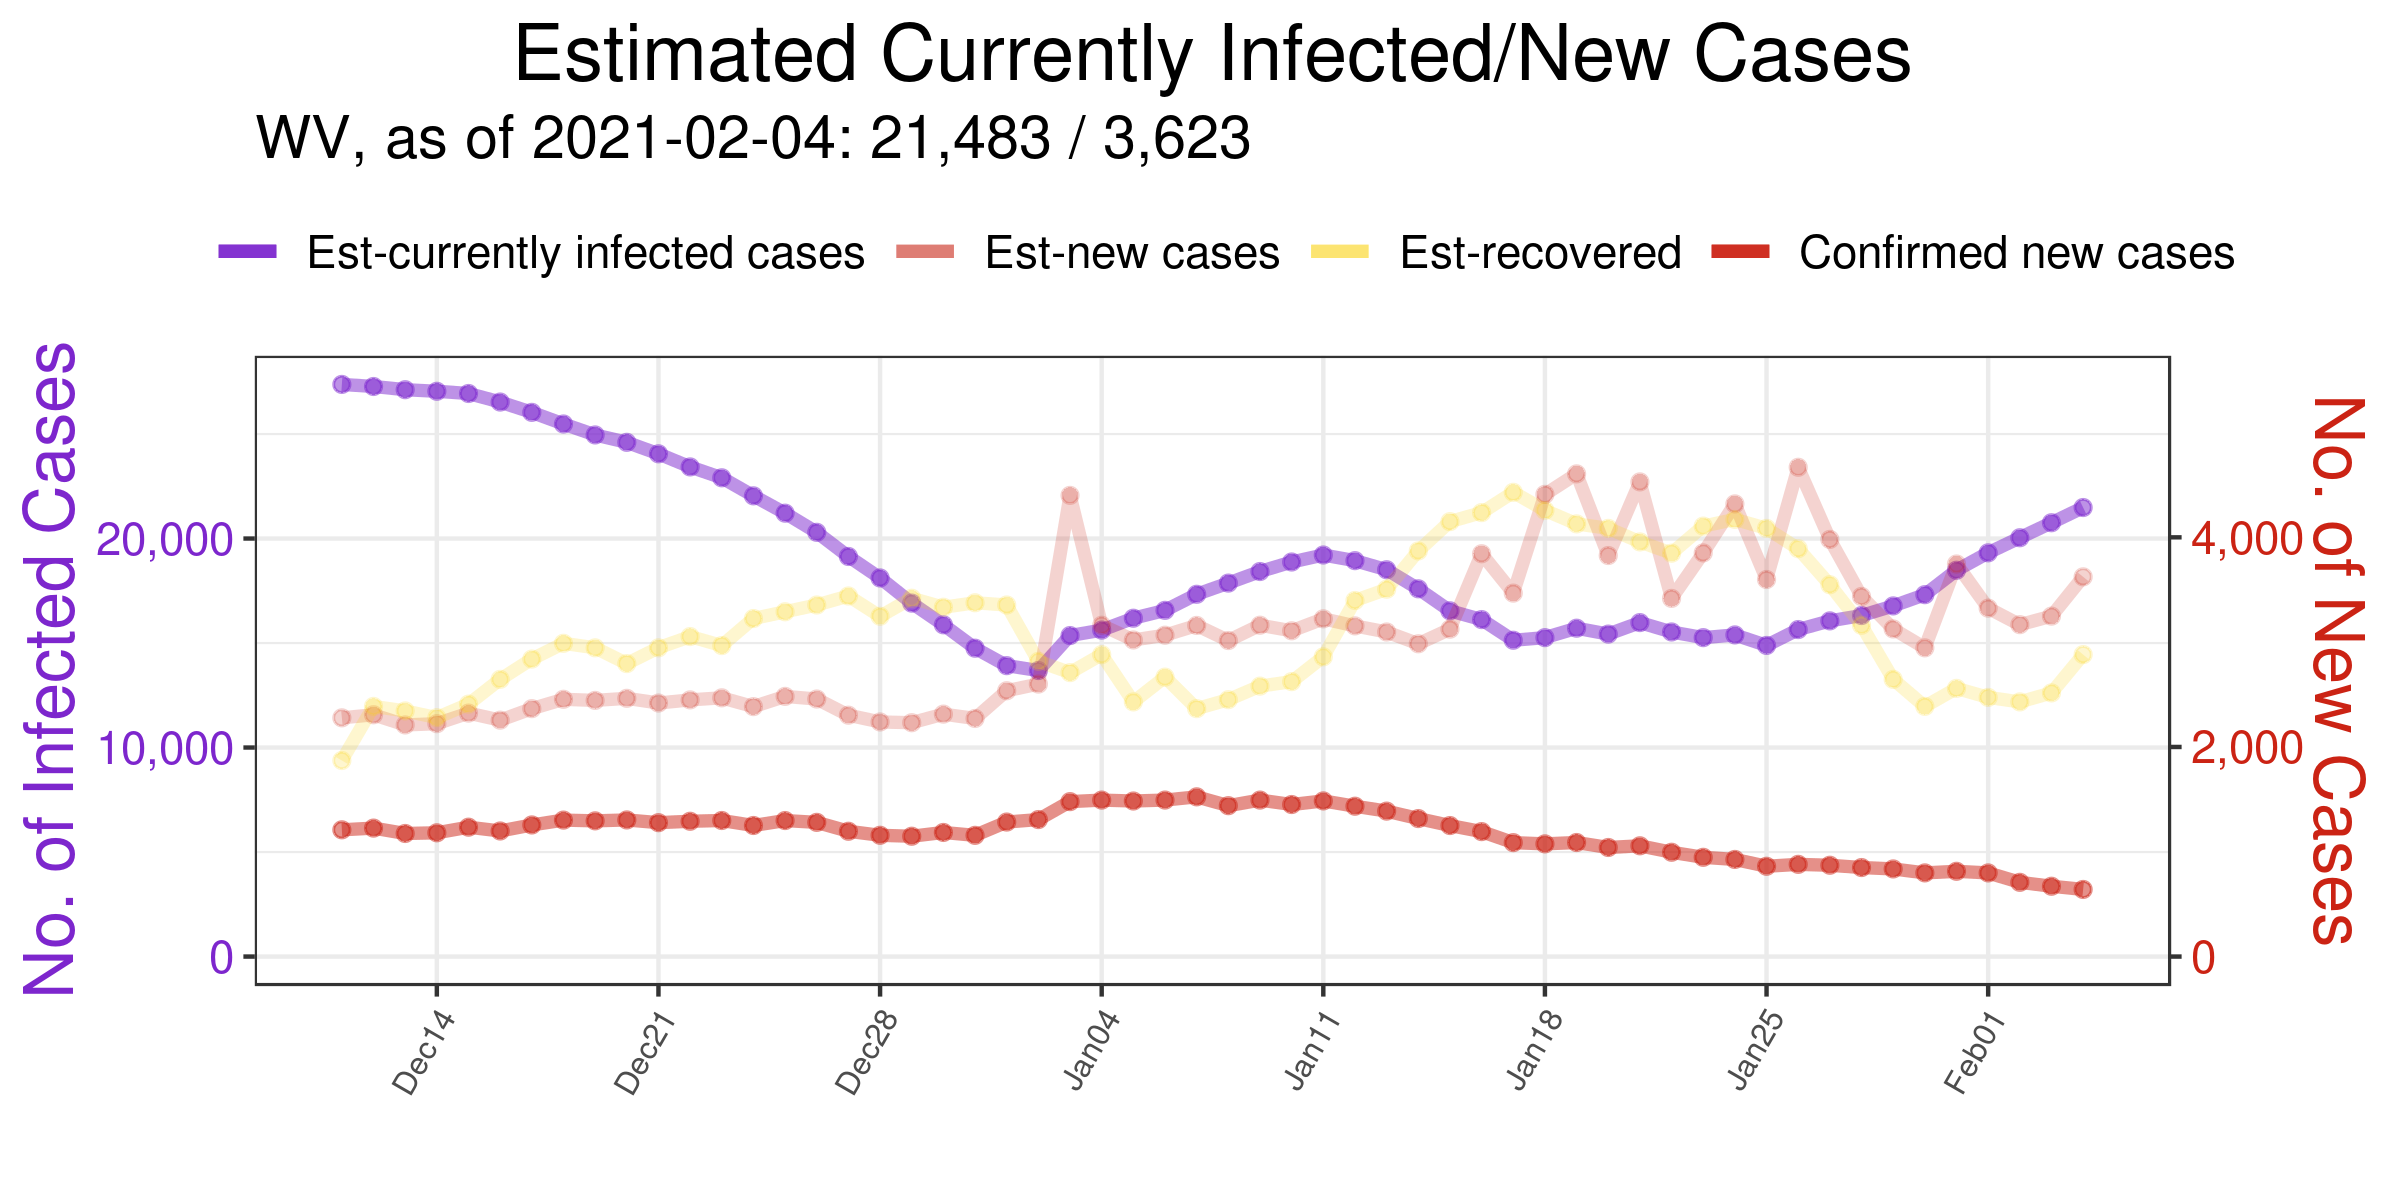 Estimated Currently Infected/New Cases
WV, as of 2021-02-04: 21,483 / 3,623
Est-currently infected cases Est-new cases Est-recovered Confirmed new cases
No. of Infected Cases
20,000
10,000
0
4,000
2,000
0
No. of New Cases
Dec14 Dec21 Dec28 Jan04 Jan11 Jan18 Jan25 Feb01